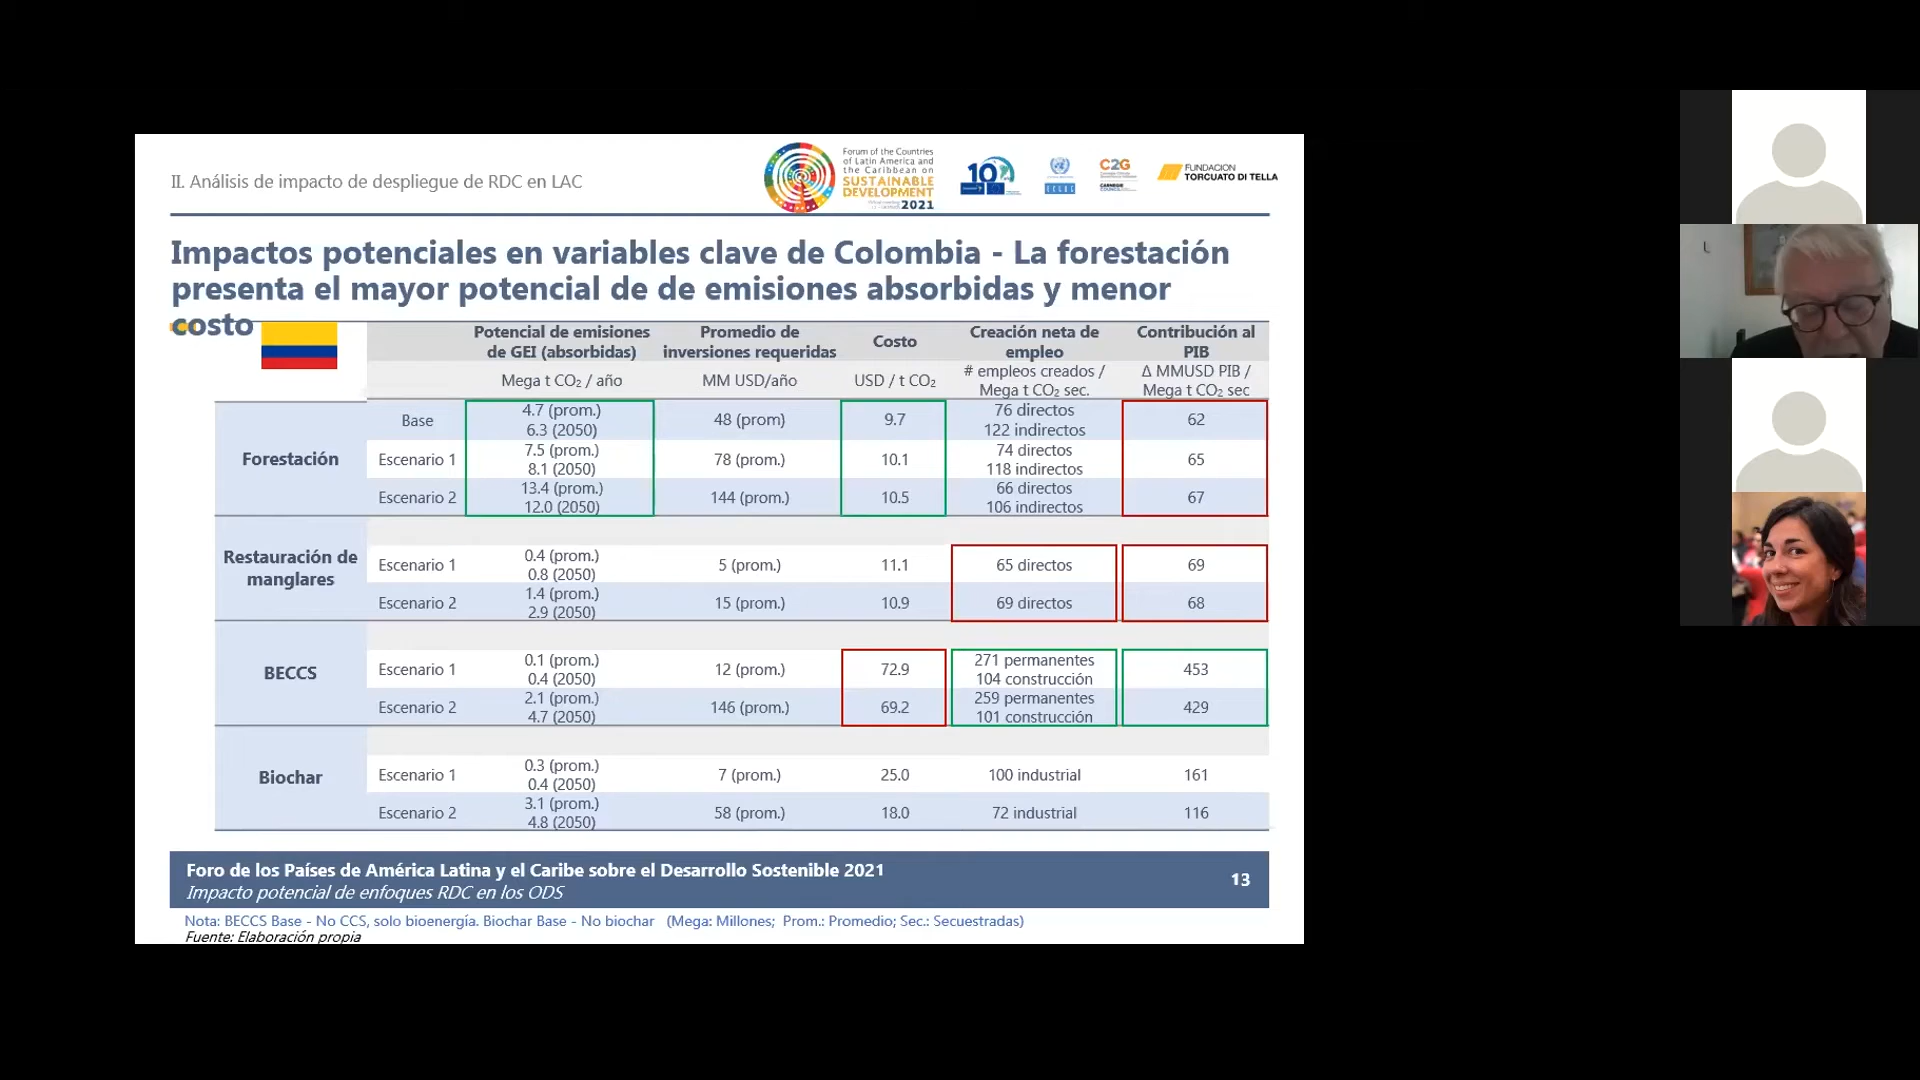 II. Análisis de impacto de despliegue de RDC en LAC
Forum of the Countries
of Latin America and
the Caribbean on
SUSTAINABLE
DEVELOPMENT
2021
10
ECLAC
C2G
CARNEGIE
COUNCIL
FUNDACION
TORCUATO DI TELLA
Impactos potenciales en variables clave de Colombia - La forestación
presenta el mayor potencial de de emisiones absorbidas y menor
costo
Potencial de emisiones de GEI (absorbidas) Promedio de inversiones requeridas Costo Creación neta de empleo Contribución al PIB
Mega t CO₂ / año MM USD/año USD / t CO₂ # empleos creados / Mega t CO₂ sec. Δ MMUSD PIB / Mega t CO₂ sec
Forestación
Base 4.7 (prom.) 6.3 (2050) 48 (prom) 9.7 76 directos 122 indirectos 62
Escenario 1 7.5 (prom.) 8.1 (2050) 78 (prom.) 10.1 74 directos 118 indirectos 65
Escenario 2 13.4 (prom.) 12.0 (2050) 144 (prom.) 10.5 66 directos 106 indirectos 67
Restauración de manglares
Escenario 1 0.4 (prom.) 0.8 (2050) 5 (prom.) 11.1 65 directos 69
Escenario 2 1.4 (prom.) 2.9 (2050) 15 (prom.) 10.9 69 directos 68
BECCS
Escenario 1 0.1 (prom.) 0.4 (2050) 12 (prom.) 72.9 271 permanentes 104 construcción 453
Escenario 2 2.1 (prom.) 4.7 (2050) 146 (prom.) 69.2 259 permanentes 101 construcción 429
Biochar
Escenario 1 0.3 (prom.) 0.4 (2050) 7 (prom.) 25.0 100 industrial 161
Escenario 2 3.1 (prom.) 4.8 (2050) 58 (prom.) 18.0 72 industrial 116
Foro de los Países de América Latina y el Caribe sobre el Desarrollo Sostenible 2021
Impacto potencial de enfoques RDC en los ODS
13
Nota: BECCS Base - No CCS, solo bioenergía. Biochar Base - No biochar (Mega: Millones; Prom.: Promedio; Sec.: Secuestradas)
Fuente: Elaboración propia